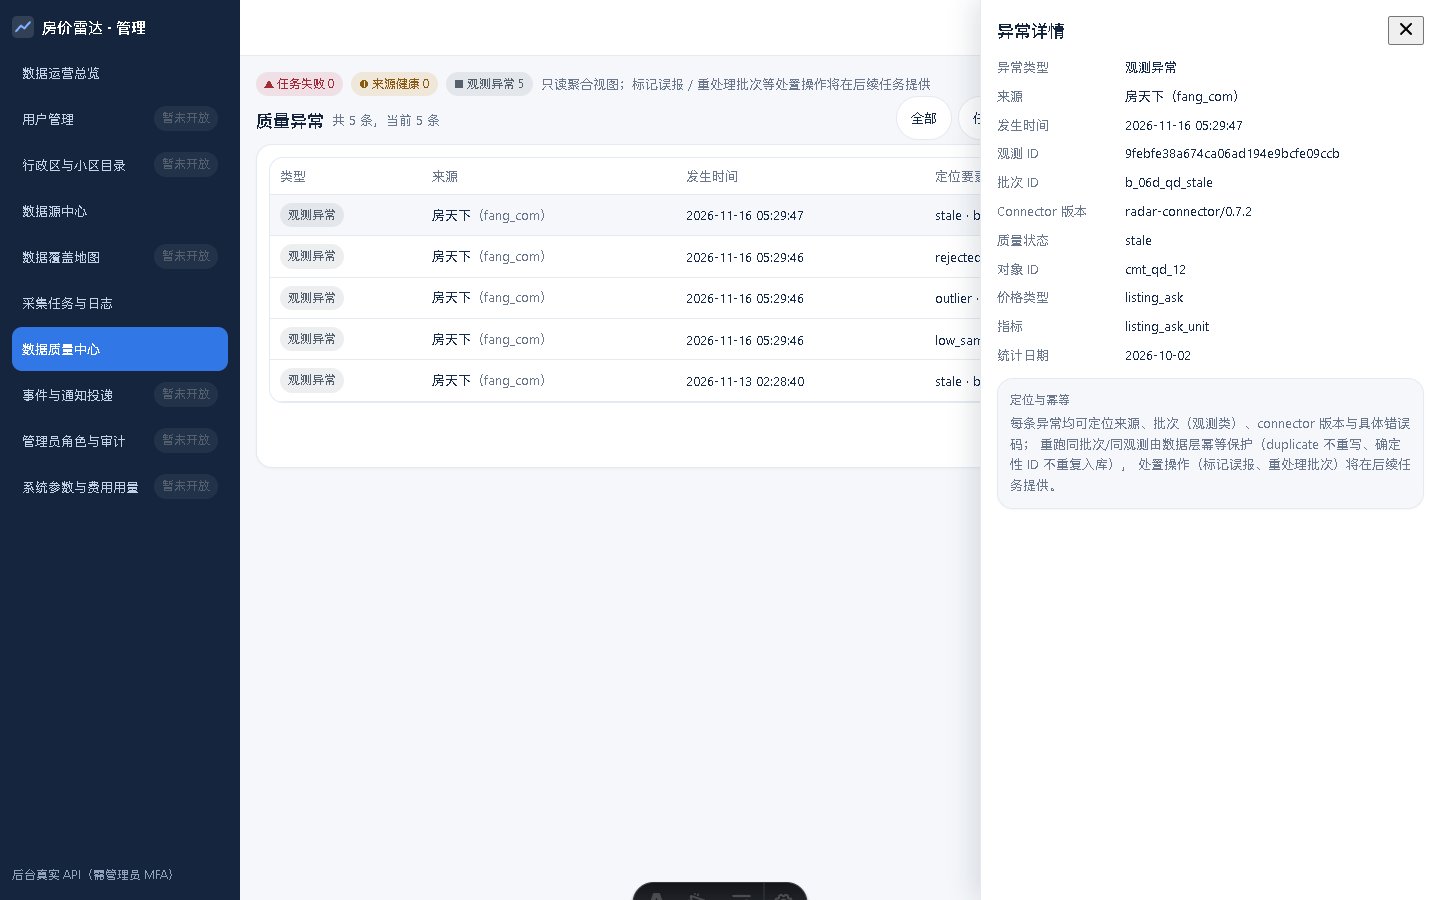 房价雷达 - 管理
数据运营总览
用户管理 暂未开放
行政区与小区目录 暂未开放
数据源中心
数据覆盖地图 暂未开放
采集任务与日志
数据质量中心
事件与通知投递 暂未开放
管理员角色与审计 暂未开放
系统参数与费用用量 暂未开放
后台真实 API（需管理员 MFA）
任务失败 0 来源健康 0 观测异常 5 只读聚合视图；标记误报 / 重处理批次等处置操作将在后续任务提供
质量异常 共 5 条，当前 5 条 全部
类型 来源 发生时间 定位要素
观测异常 房天下（fang_com） 2026-11-16 05:29:47 stale · b
观测异常 房天下（fang_com） 2026-11-16 05:29:46 rejected
观测异常 房天下（fang_com） 2026-11-16 05:29:46 outlier ·
观测异常 房天下（fang_com） 2026-11-16 05:29:46 low_sam
观测异常 房天下（fang_com） 2026-11-13 02:28:40 stale · b
异常详情
异常类型 观测异常
来源 房天下（fang_com）
发生时间 2026-11-16 05:29:47
观测 ID 9febfe38a674ca06ad194e9bcfe09ccb
批次 ID b_06d_qd_stale
Connector 版本 radar-connector/0.7.2
质量状态 stale
对象 ID cmt_qd_12
价格类型 listing_ask
指标 listing_ask_unit
统计日期 2026-10-02
定位与幂等
每条异常均可定位来源、批次（观测类）、connector 版本与具体错误
码； 重跑同批次/同观测由数据层幂等保护（duplicate 不重写、确定
性 ID 不重复入库）， 处置操作（标记误报、重处理批次）将在后续任
务提供。